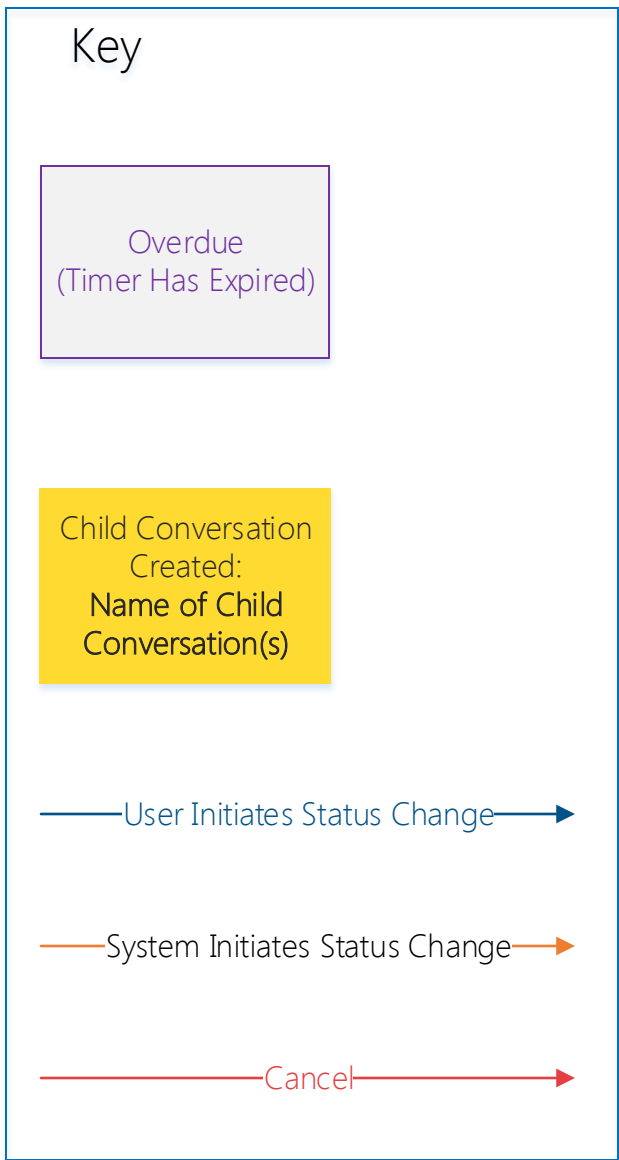 Key
Overdue
(Timer Has Expired)
Child Conversation
Created:
Name of Child
Conversation(s)
User Initiates Status Change
System Initiates Status Change
Cancel